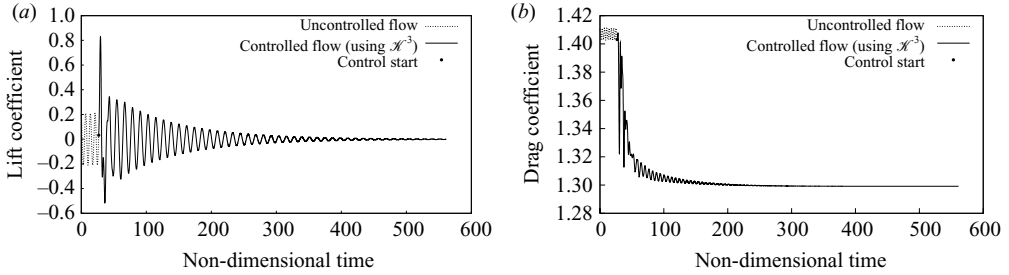 (a)
1.0
0.8
0.6
0.4
0.2
0
–0.2
–0.4
–0.6
Lift coefficient
Uncontrolled flow
Controlled flow (using 𝒦³)
Control start
0 100 200 300 400 500 600
Non-dimensional time
(b)
1.42
1.40
1.38
1.36
1.34
1.32
1.30
1.28
Drag coefficient
Uncontrolled flow
Controlled flow (using 𝒦³)
Control start
0 100 200 300 400 500 600
Non-dimensional time